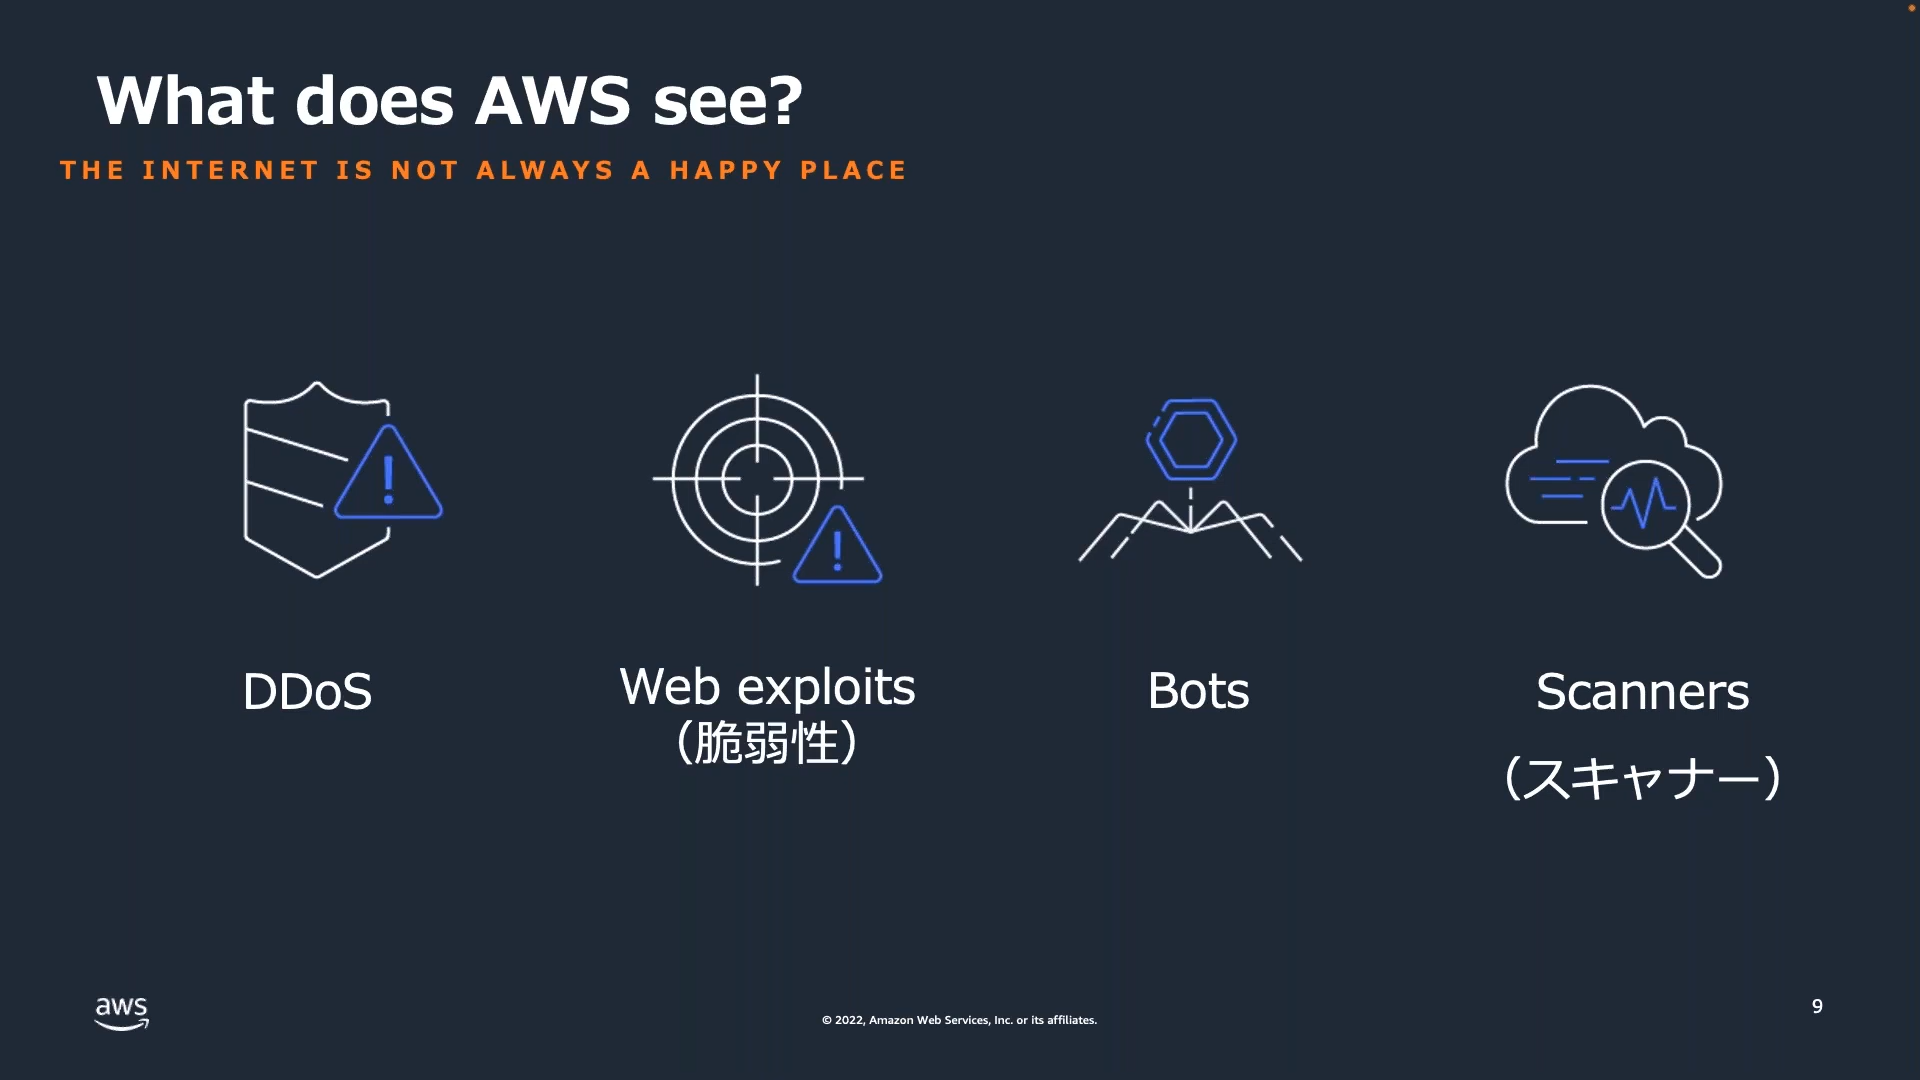 What does AWS see?
THE INTERNET IS NOT ALWAYS A HAPPY PLACE
DDoS
Web exploits
（脆弱性）
Bots
Scanners
（スキャナー）
aws
© 2022, Amazon Web Services, Inc. or its affiliates.
9